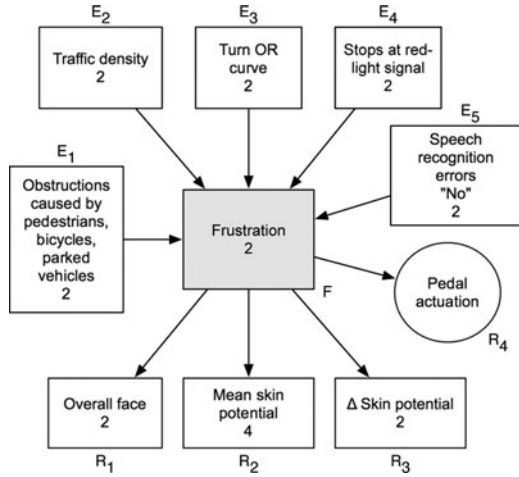 E2
E3
E4
Traffic density
2
Turn OR
curve
2
Stops at red-
light signal
2
E5
Speech
recognition
errors
"No"
2
E1
Obstructions
caused by
pedestrians,
bicycles,
parked
vehicles
2
Frustration
2
F
Pedal
actuation
R4
Overall face
2
Mean skin
potential
4
Δ Skin potential
2
R1
R2
R3